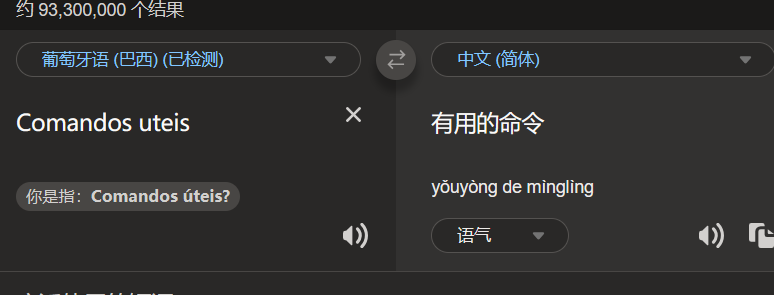 约 93,300,000 个结果
葡萄牙语 (巴西) (已检测)
中文 (简体)
Comandos uteis
有用的命令
你是指：Comandos úteis?
yǒuyòng de mìnglìng
语气